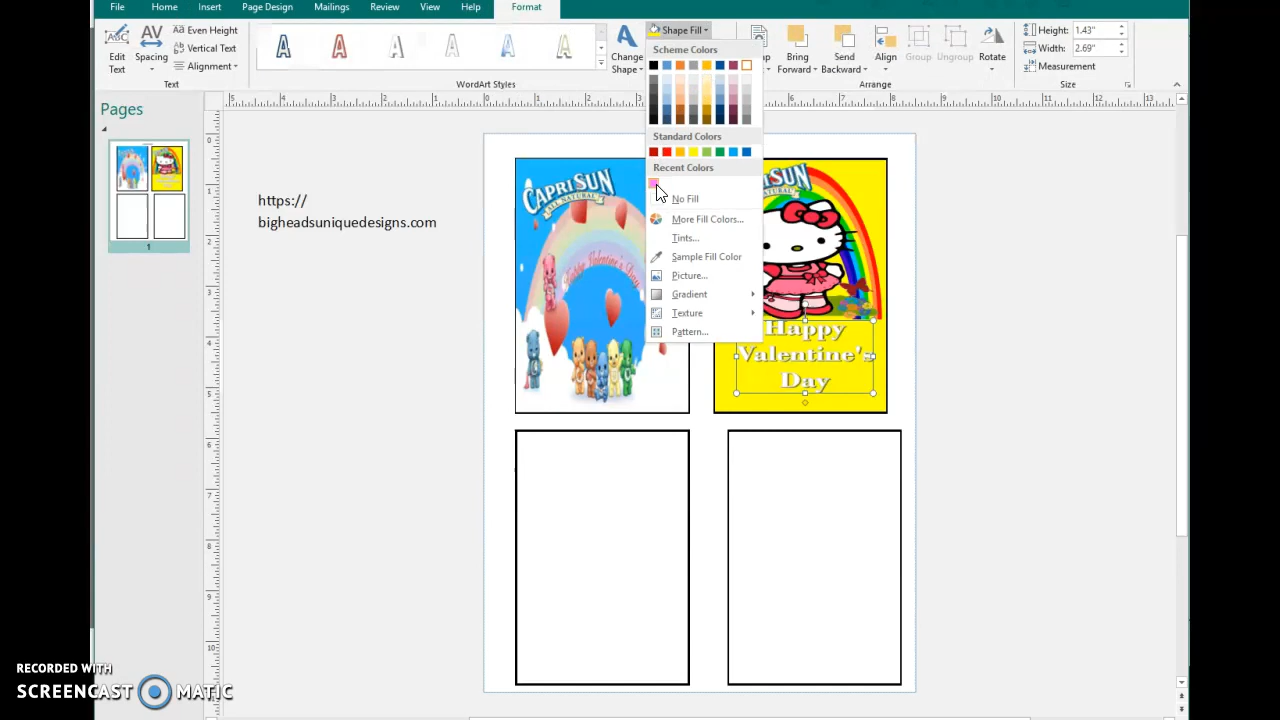 File Home Insert Page Design Mailings Review View Help Format
Edit Text
Spacing
Even Height
Vertical Text
Alignment
Text
A A A A A A
WordArt Styles
Change Shape
Shape Fill
Bring Forward
Send Backward
Align
Group
Ungroup
Rotate
Arrange
Height: 1.43"
Width: 2.69"
Measurement
Size
Scheme Colors
Standard Colors
Recent Colors
No Fill
More Fill Colors...
Tints...
Sample Fill Color
Picture...
Gradient
Texture
Pattern...
Pages
1
https://
bigheadsuniquedesigns.com
CAPRI SUN
ALL NATURAL
Happy Valentine's Day
SUN
Happy
Valentine's
Day
RECORDED WITH
SCREENCAST MATIC